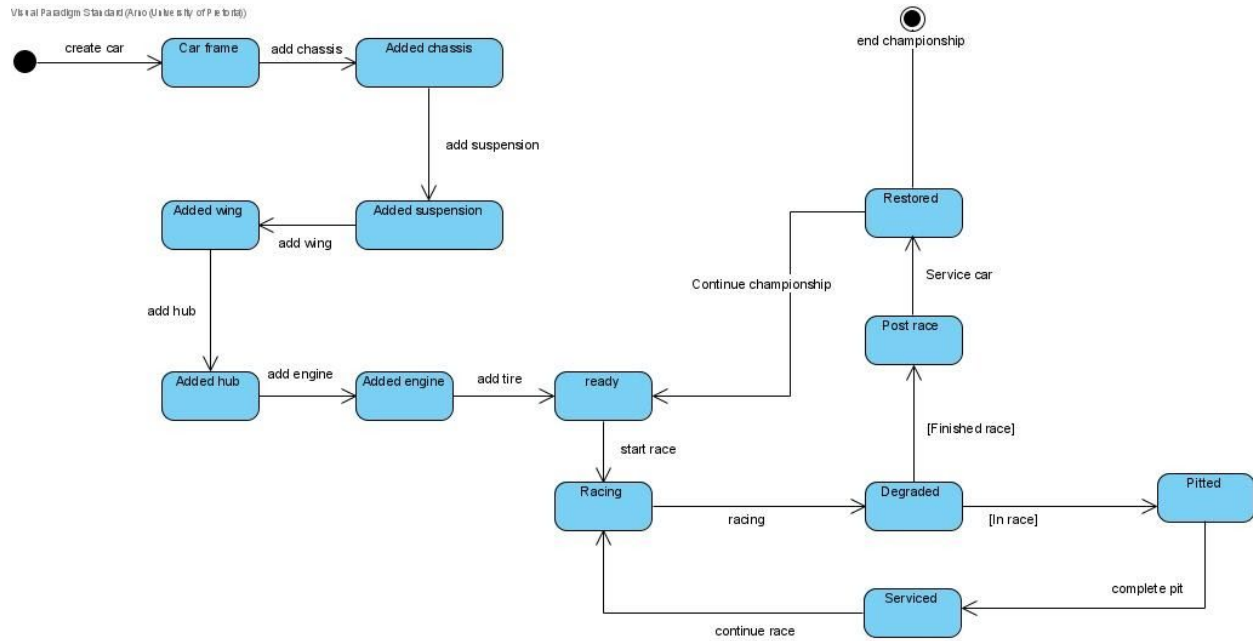 Visual Paradigm Standard (Arno (University of Pretoria))
create car
Car frame
add chassis
Added chassis
end championship
add suspension
Added wing
add wing
Added suspension
Restored
add hub
Continue championship
Service car
Post race
Added hub
add engine
Added engine
add tire
ready
[Finished race]
start race
Racing
racing
Degraded
[In race]
Pitted
complete pit
Serviced
continue race